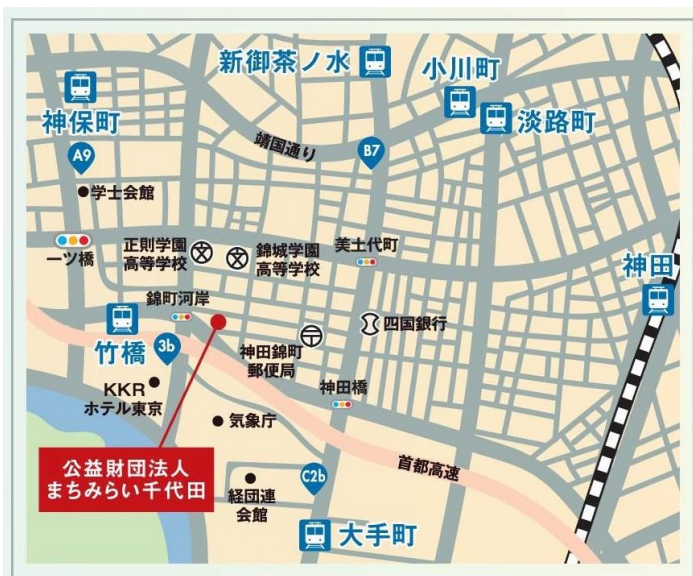 新御茶ノ水
小川町
神保町
淡路町
靖国通り
A9
B7
学士会館
正則学園
高等学校
錦城学園
高等学校
美土代町
一ツ橋
神田
錦町河岸
竹橋
3b
神田錦町
郵便局
四国銀行
KKR
ホテル東京
神田橋
気象庁
首都高速
公益財団法人
まちみらい千代田
経団連
会館
C2b
大手町